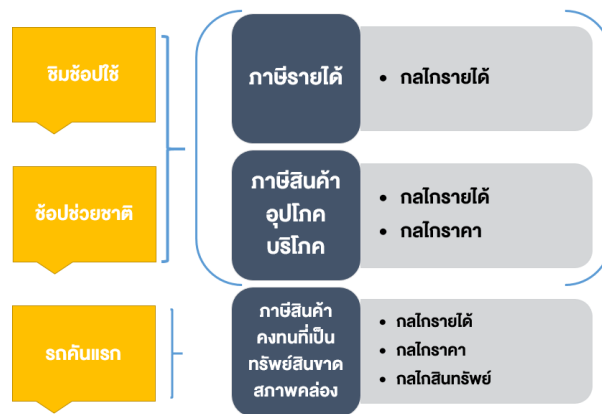 ชิมช้อปใช้
ช้อปช่วยชาติ
รถคันแรก
ภาษีรายได้
• กลไกรายได้
ภาษีสินค้า
อุปโภค
บริโภค
• กลไกรายได้
• กลไกราคา
ภาษีสินค้า
คงทนที่เป็น
ทรัพย์สินขาด
สภาพคล่อง
• กลไกรายได้
• กลไกราคา
• กลไกสินทรัพย์